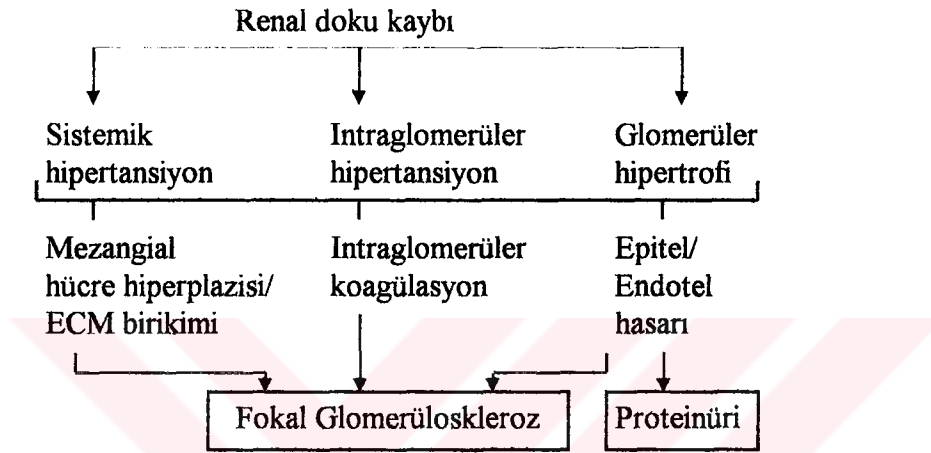 Renal doku kaybı
Sistemik
hipertansiyon
Intraglomerüler
hipertansiyon
Glomerüler
hipertrofi
Mezangial
hücre hiperplazisi/
ECM birikimi
Intraglomerüler
koagülasyon
Epitel/
Endotel
hasarı
Fokal Glomerüloskleroz
Proteinüri